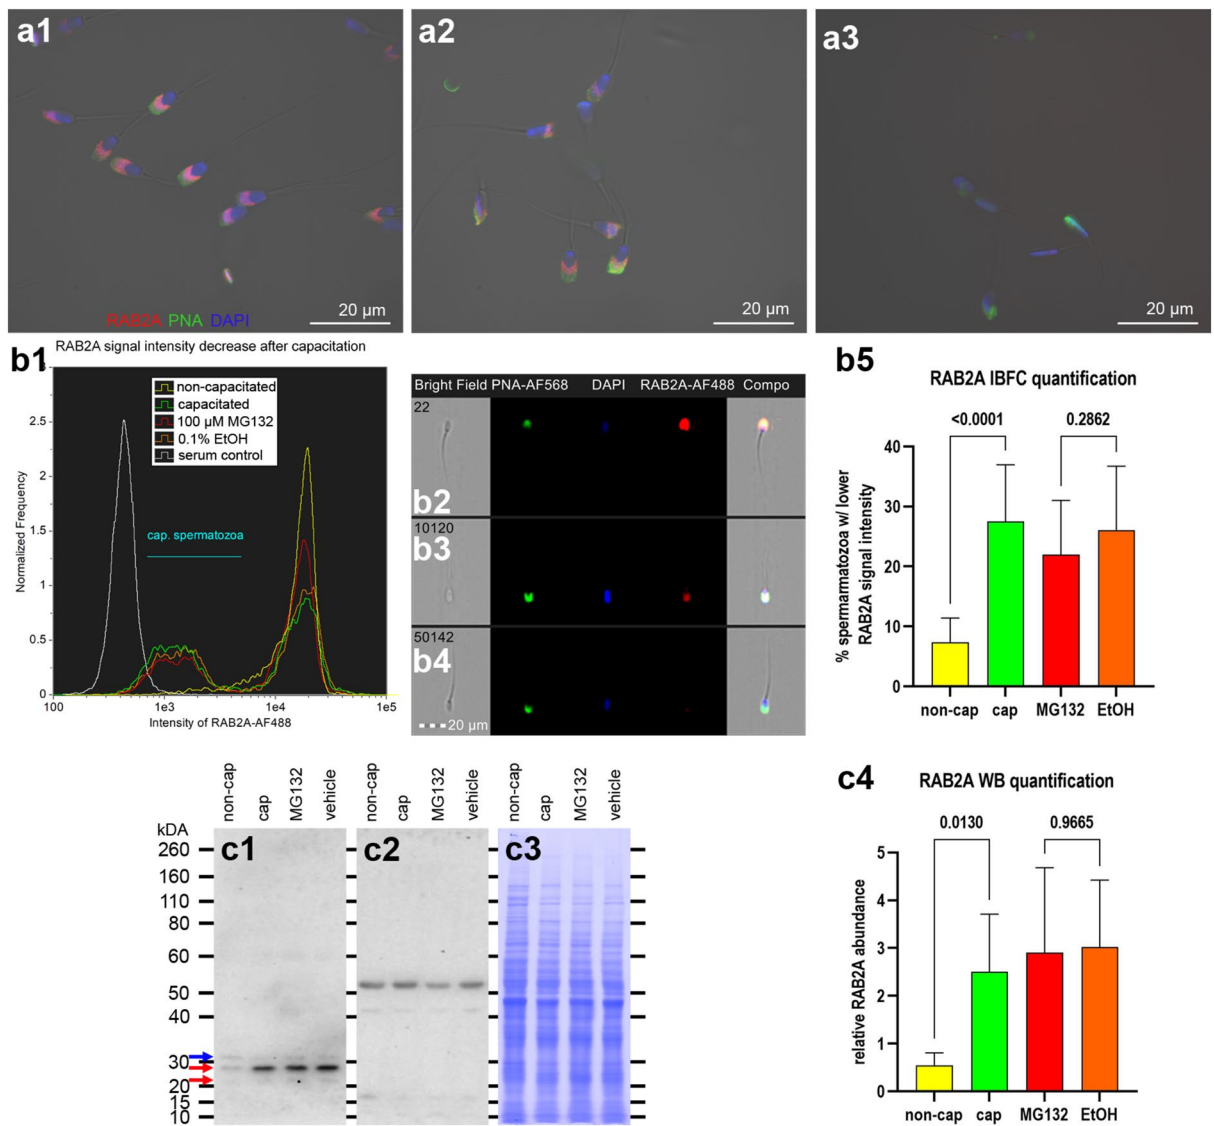 a1
a2
a3
RAB2A PNA DAPI
20 µm
20 µm
20 µm
b1
RAB2A signal intensity decrease after capacitation
non-capacitated
capacitated
100 µM MG132
0.1% EtOH
serum control
cap. spermatozoa
Normalized Frequency
2.5
2
1.5
1
0.5
0
100
1e3
1e4
1e5
Intensity of RAB2A-AF488
Bright Field PNA-AF568 DAPI RAB2A-AF488 Compo
22
b2
10120
b3
50142
b4
20 µm
b5
RAB2A IBFC quantification
<0.0001
0.2862
% spermarmatozoa w/ lower
RAB2A signal intensity
40
30
20
10
0
non-cap cap MG132 EtOH
non-cap cap MG132 vehicle
non-cap cap MG132 vehicle
non-cap cap MG132 vehicle
kDA
c1
c2
c3
260
160
110
80
60
50
40
30
20
15
10
c4
RAB2A WB quantification
0.0130
0.9665
relative RAB2A abundance
5
4
3
2
1
0
non-cap cap MG132 EtOH